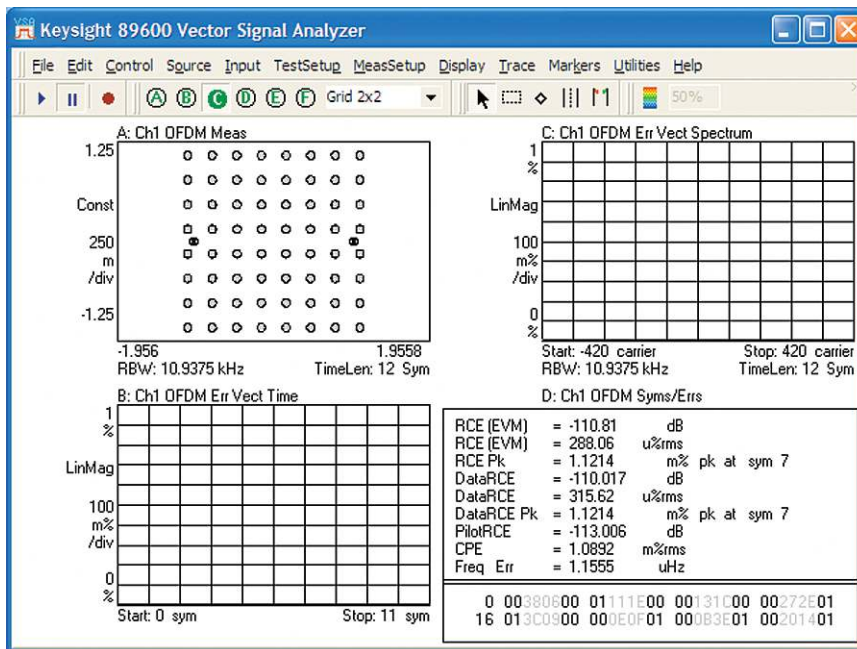 Keysight 89600 Vector Signal Analyzer
File Edit Control Source Input TestSetup MeasSetup Display Trace Markers Utilities Help
A B C D E F Grid 2x2 50%
A: Ch1 OFDM Meas
1.25
Const
250
m
/div
-1.25
-1.956 1.9558
RBW: 10.9375 kHz TimeLen: 12 Sym
C: Ch1 OFDM Err Vect Spectrum
1
%
LinMag
100
m%
/div
0
%
Start: -420 carrier Stop: 420 carrier
RBW: 10.9375 kHz TimeLen: 12 Sym
B: Ch1 OFDM Err Vect Time
1
%
LinMag
100
m%
/div
0
%
Start: 0 sym Stop: 11 sym
D: Ch1 OFDM Syms/Errs
RCE (EVM) = -110.81 dB
RCE (EVM) = 288.06 u%rms
RCE Pk = 1.1214 m% pk at sym 7
DataRCE = -110.017 dB
DataRCE = 315.62 u%rms
DataRCE Pk = 1.1214 m% pk at sym 7
PilotRCE = -113.006 dB
CPE = 1.0892 m%rms
Freq Err = 1.1555 uHz
0 00380600 01111E00 00131C00 00272E01
16 013C0900 000E0F01 000B3E01 00201401